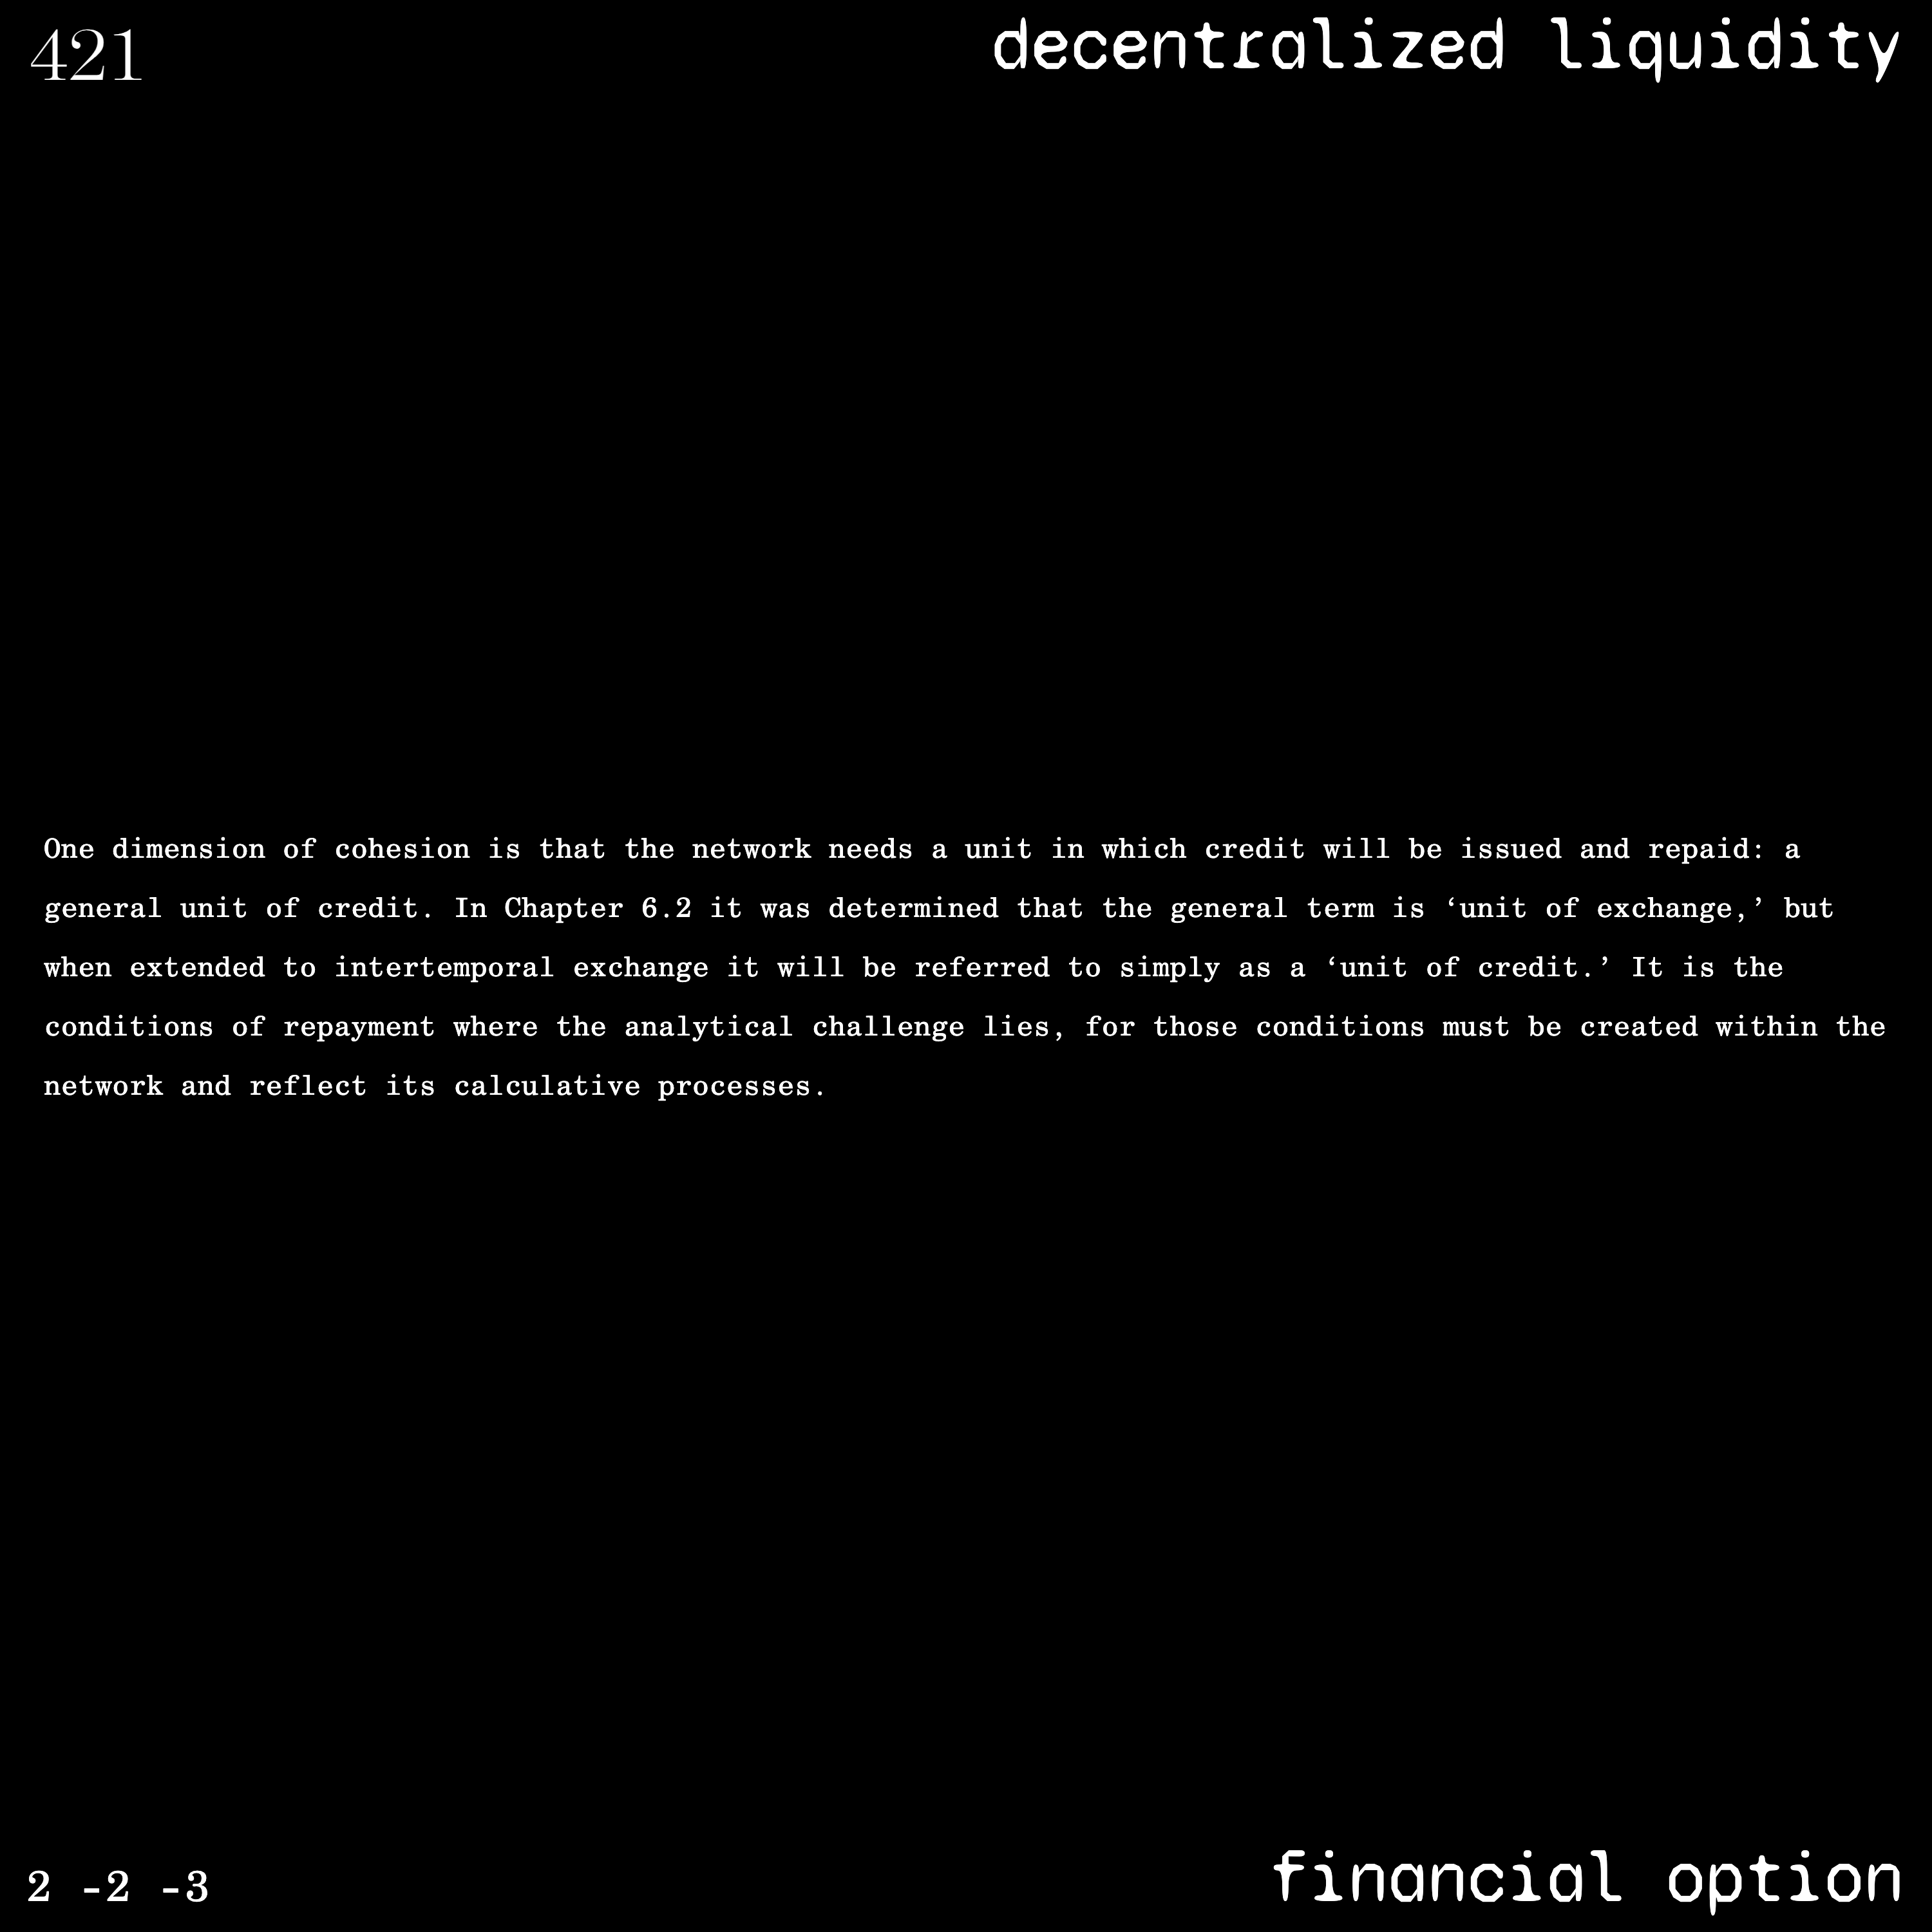 421
decentralized liquidity
One dimension of cohesion is that the network needs a unit in which credit will be issued and repaid: a
general unit of credit. In Chapter 6.2 it was determined that the general term is ‘unit of exchange,’ but
when extended to intertemporal exchange it will be referred to simply as a ‘unit of credit.’ It is the
conditions of repayment where the analytical challenge lies, for those conditions must be created within the
network and reflect its calculative processes.
2 -2 -3
financial option